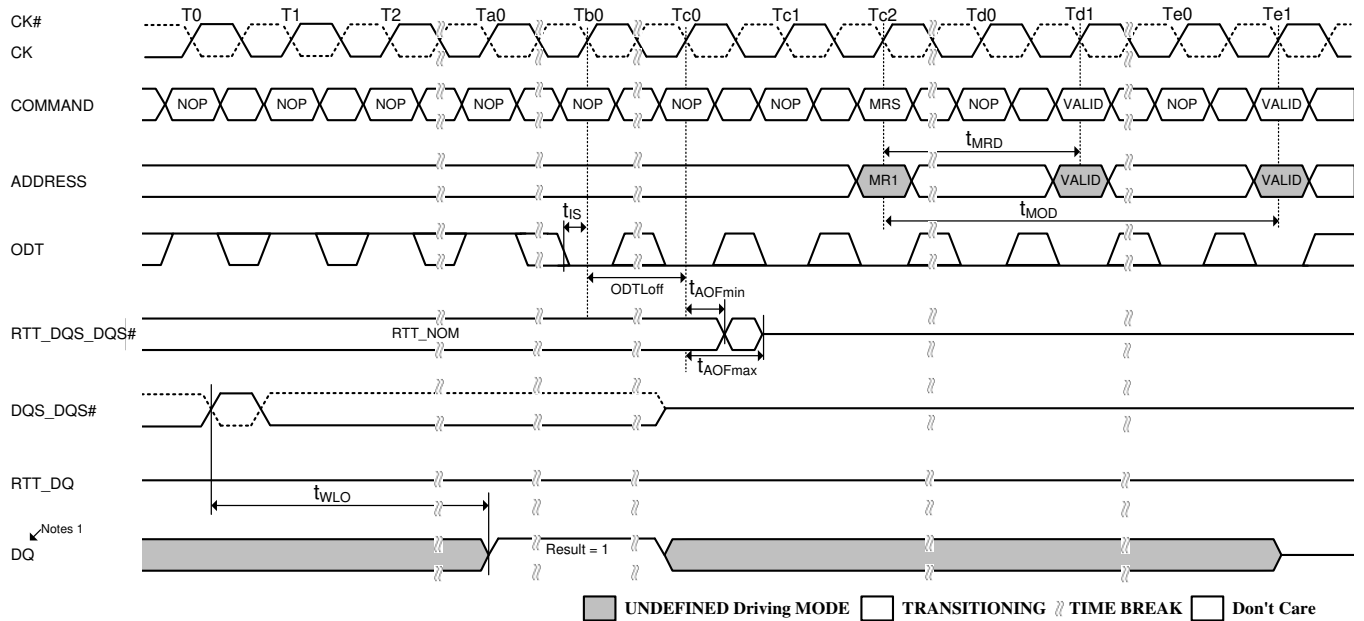 T0 T1 T2 Ta0 Tb0 Tc0 Tc1 Tc2 Td0 Td1 Te0 Te1
CK#
CK
COMMAND NOP NOP NOP NOP NOP NOP NOP MRS NOP VALID NOP VALID
tMRD
ADDRESS MR1 VALID VALID
tIS tMOD
ODT
ODTLoff tAOFmin
RTT_DQS_DQS# RTT_NOM
tAOFmax
DQS_DQS#
RTT_DQ
tWLO
Notes 1
DQ Result = 1
UNDEFINED Driving MODE TRANSITIONING TIME BREAK Don't Care